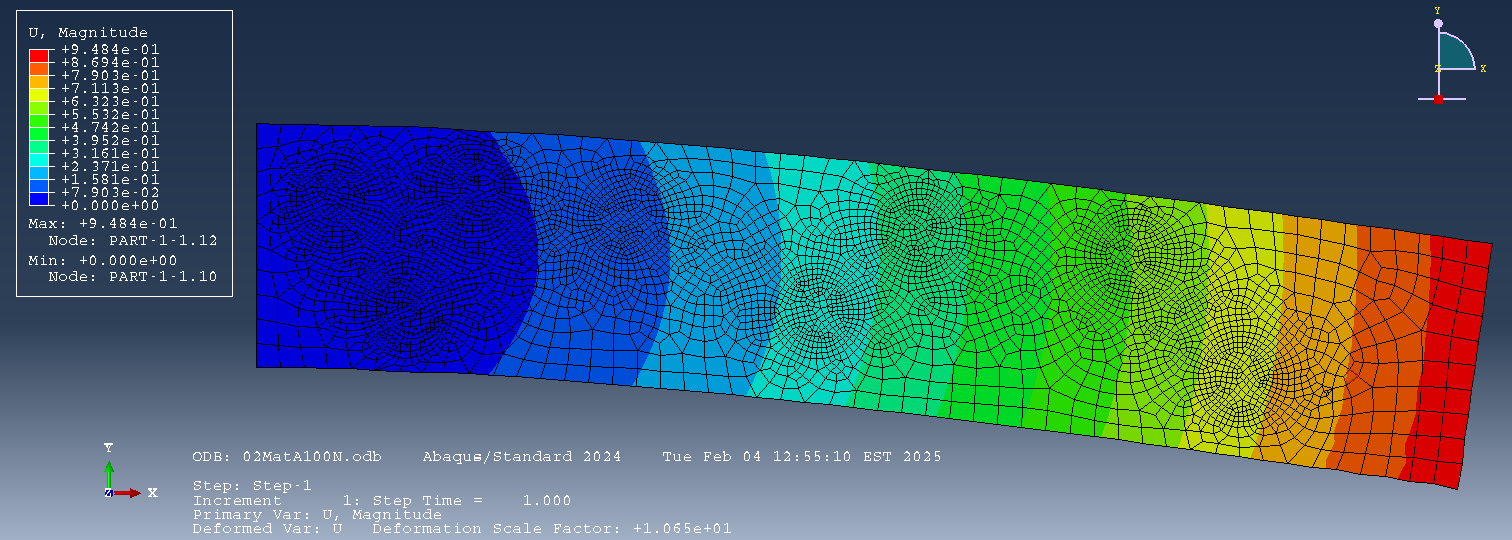 U, Magnitude
+9.484e-01
+8.694e-01
+7.903e-01
+7.113e-01
+6.323e-01
+5.532e-01
+4.742e-01
+3.952e-01
+3.161e-01
+2.371e-01
+1.581e-01
+7.903e-02
+0.000e+00
Max: +9.484e-01
Node: PART-1-1.12
Min: +0.000e+00
Node: PART-1-1.10
Y
Z X
Y
Z X
ODB: 02MatA100N.odb Abaqus/Standard 2024 Tue Feb 04 12:55:10 EST 2025
Step: Step-1
Increment 1: Step Time = 1.000
Primary Var: U, Magnitude
Deformed Var: U Deformation Scale Factor: +1.065e+01